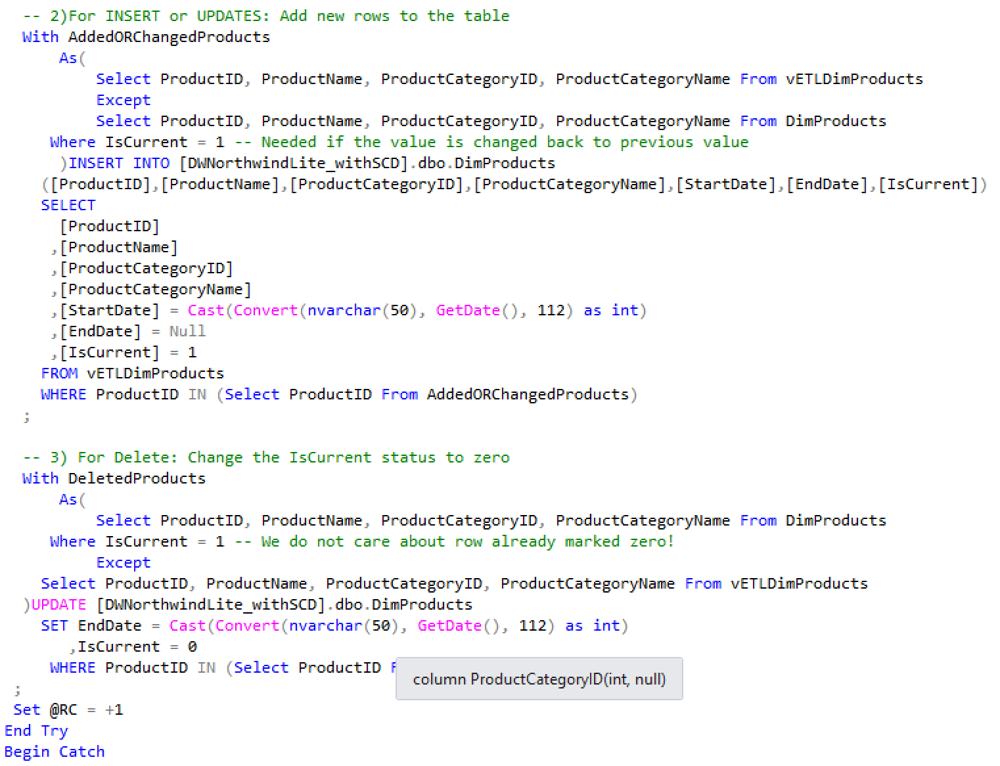 -- 2)For INSERT or UPDATES: Add new rows to the table
With AddedORChangedProducts
As(
Select ProductID, ProductName, ProductCategoryID, ProductCategoryName From vETLDimProducts
Except
Select ProductID, ProductName, ProductCategoryID, ProductCategoryName From DimProducts
Where IsCurrent = 1 -- Needed if the value is changed back to previous value
)INSERT INTO [DWNorthwindLite_withSCD].dbo.DimProducts
([ProductID],[ProductName],[ProductCategoryID],[ProductCategoryName],[StartDate],[EndDate],[IsCurrent])
SELECT
[ProductID]
,[ProductName]
,[ProductCategoryID]
,[ProductCategoryName]
,[StartDate] = Cast(Convert(nvarchar(50), GetDate(), 112) as int)
,[EndDate] = Null
,[IsCurrent] = 1
FROM vETLDimProducts
WHERE ProductID IN (Select ProductID From AddedORChangedProducts)
;
-- 3) For Delete: Change the IsCurrent status to zero
With DeletedProducts
As(
Select ProductID, ProductName, ProductCategoryID, ProductCategoryName From DimProducts
Where IsCurrent = 1 -- We do not care about row already marked zero!
Except
Select ProductID, ProductName, ProductCategoryID, ProductCategoryName From vETLDimProducts
)UPDATE [DWNorthwindLite_withSCD].dbo.DimProducts
SET EndDate = Cast(Convert(nvarchar(50), GetDate(), 112) as int)
,IsCurrent = 0
WHERE ProductID IN (Select ProductID
column ProductCategoryID(int, null)
;
Set @RC = +1
End Try
Begin Catch